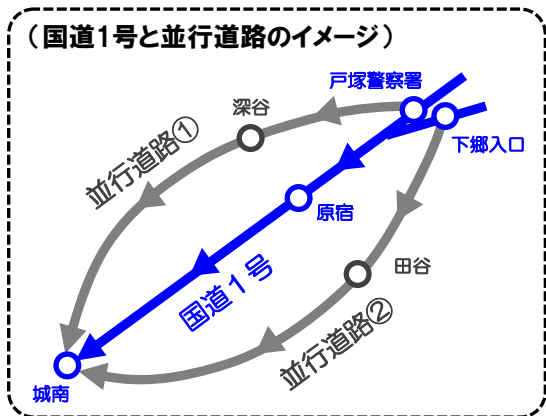 （国道1号と並行道路のイメージ）
戸塚警察署
深谷
下郷入口
並行道路①
原宿
国道１号
田谷
並行道路②
城南